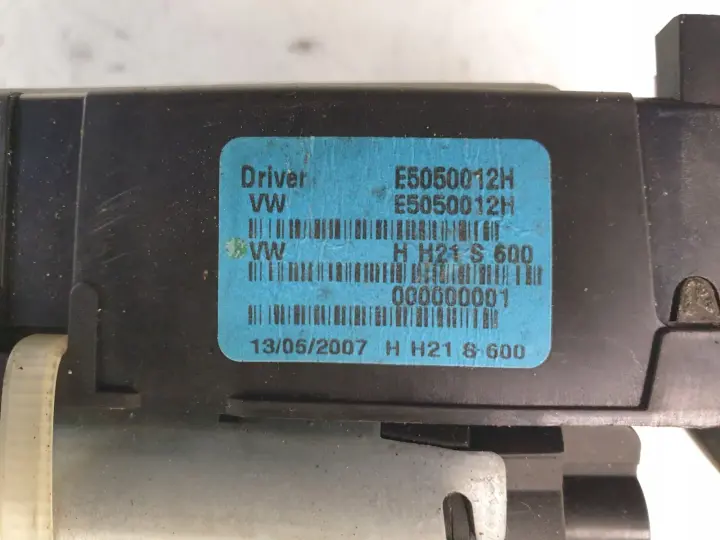 Driver E5050012H
VW E5050012H
VW H H21 S 600
000000001
13/06/2007 H H21 S 600